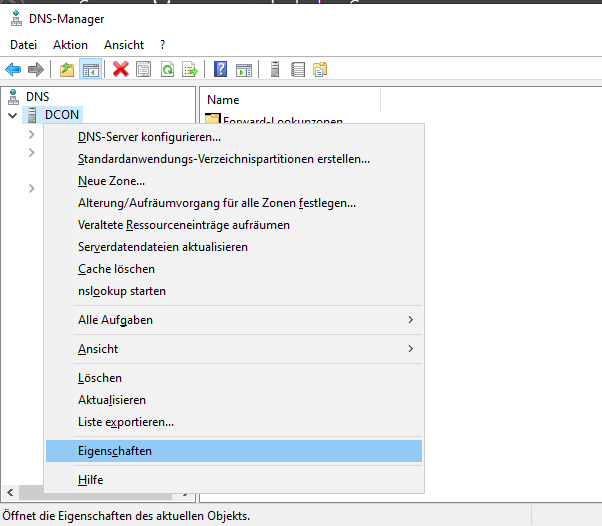 DNS-Manager
Datei Aktion Ansicht ?
DNS
DCON
Name
Forward-Lookupzonen
DNS-Server konfigurieren...
Standardanwendungs-Verzeichnispartitionen erstellen...
Neue Zone...
Alterung/Aufräumvorgang für alle Zonen festlegen...
Veraltete Ressourceneinträge aufräumen
Serverdatendateien aktualisieren
Cache löschen
nslookup starten
Alle Aufgaben
Ansicht
Löschen
Aktualisieren
Liste exportieren...
Eigenschaften
Hilfe
Öffnet die Eigenschaften des aktuellen Objekts.